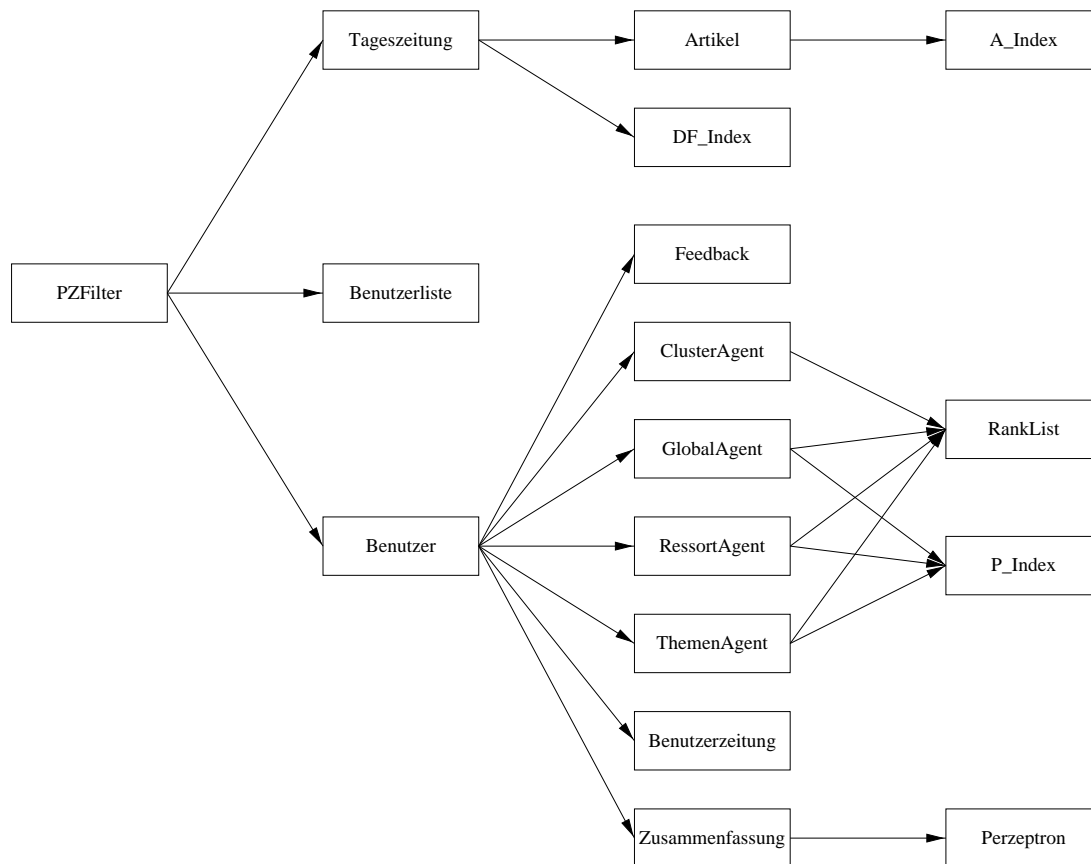 Tageszeitung
Artikel
A_Index
DF_Index
Feedback
PZFilter
Benutzerliste
ClusterAgent
RankList
GlobalAgent
Benutzer
RessortAgent
P_Index
ThemenAgent
Benutzerzeitung
Zusammenfassung
Perzeptron